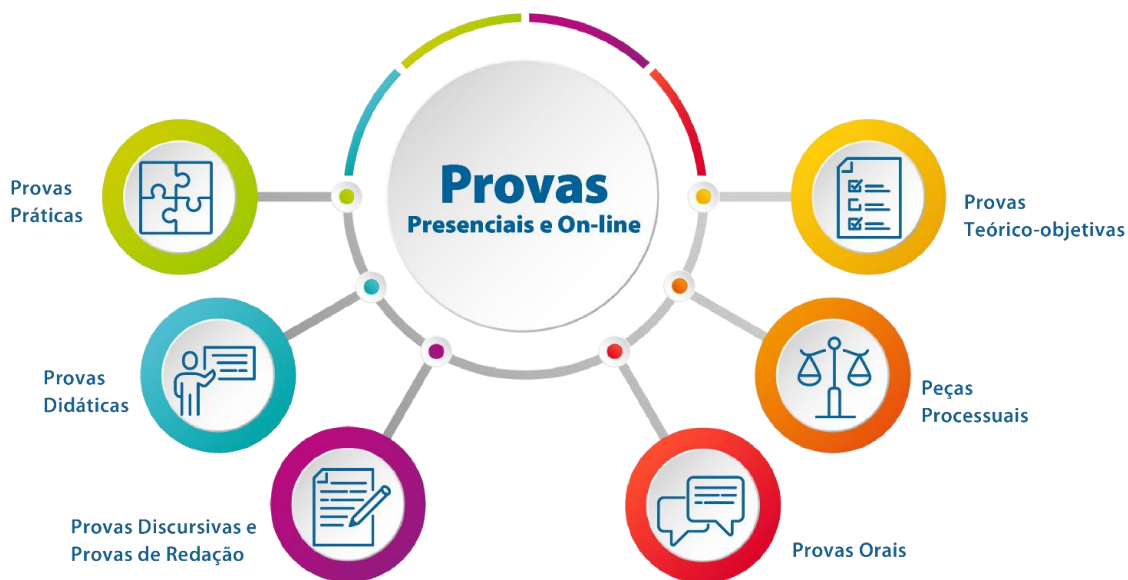 Provas
Presenciais e On-line
Provas
Práticas
Provas
Didáticas
Provas Discursivas e
Provas de Redação
Provas
Teórico-objetivas
Peças
Processuais
Provas Orais